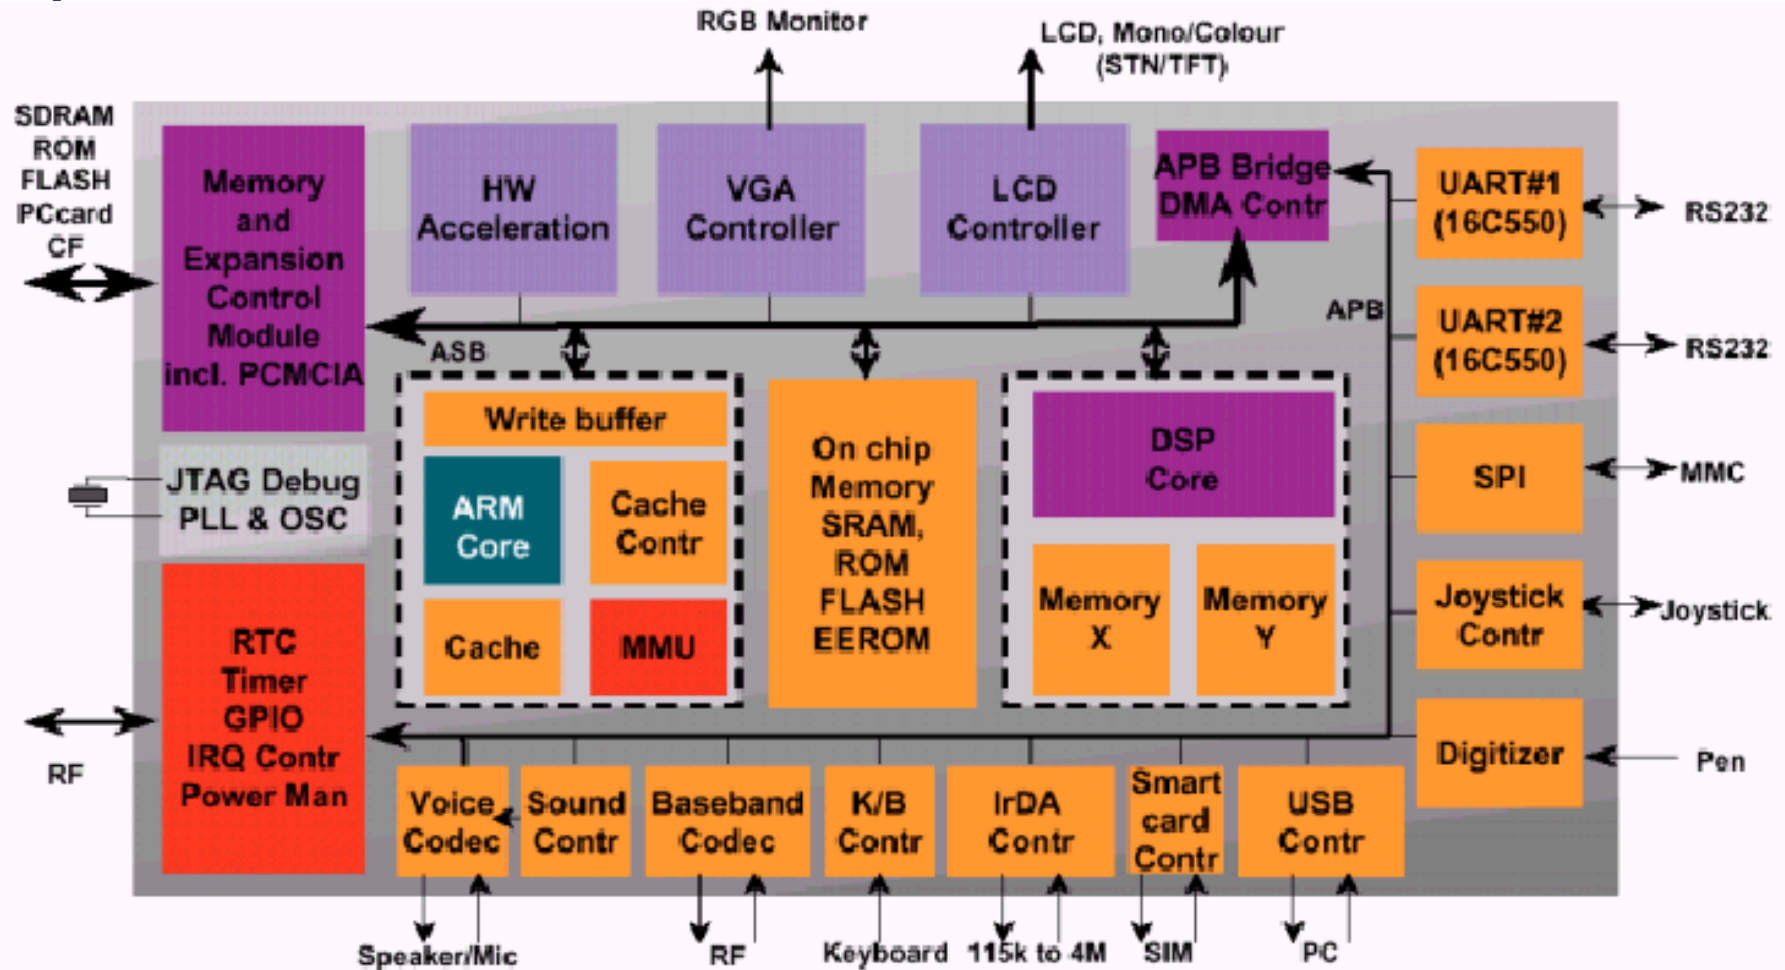 RGB Monitor
LCD, Mono/Colour
(STN/TFT)
SDRAM
ROM
FLASH
PCcard
CF
Memory
and
Expansion
Control
Module
incl. PCMCIA
HW
Acceleration
VGA
Controller
LCD
Controller
APB Bridge
DMA Contr
UART#1
(16C550)
RS232
APB
UART#2
(16C550)
RS232
ASB
Write buffer
ARM
Core
Cache
Contr
Cache
MMU
On chip
Memory
SRAM,
ROM
FLASH
EEROM
DSP
Core
Memory
X
Memory
Y
SPI
MMC
JTAG Debug
PLL & OSC
Joystick
Contr
Joystick
RTC
Timer
GPIO
IRQ Contr
Power Man
RF
Digitizer
Pen
Voice
Codec
Sound
Contr
Baseband
Codec
K/B
Contr
IrDA
Contr
Smart
card
Contr
USB
Contr
Speaker/Mic
RF
Keyboard
115k to 4M
SIM
PC